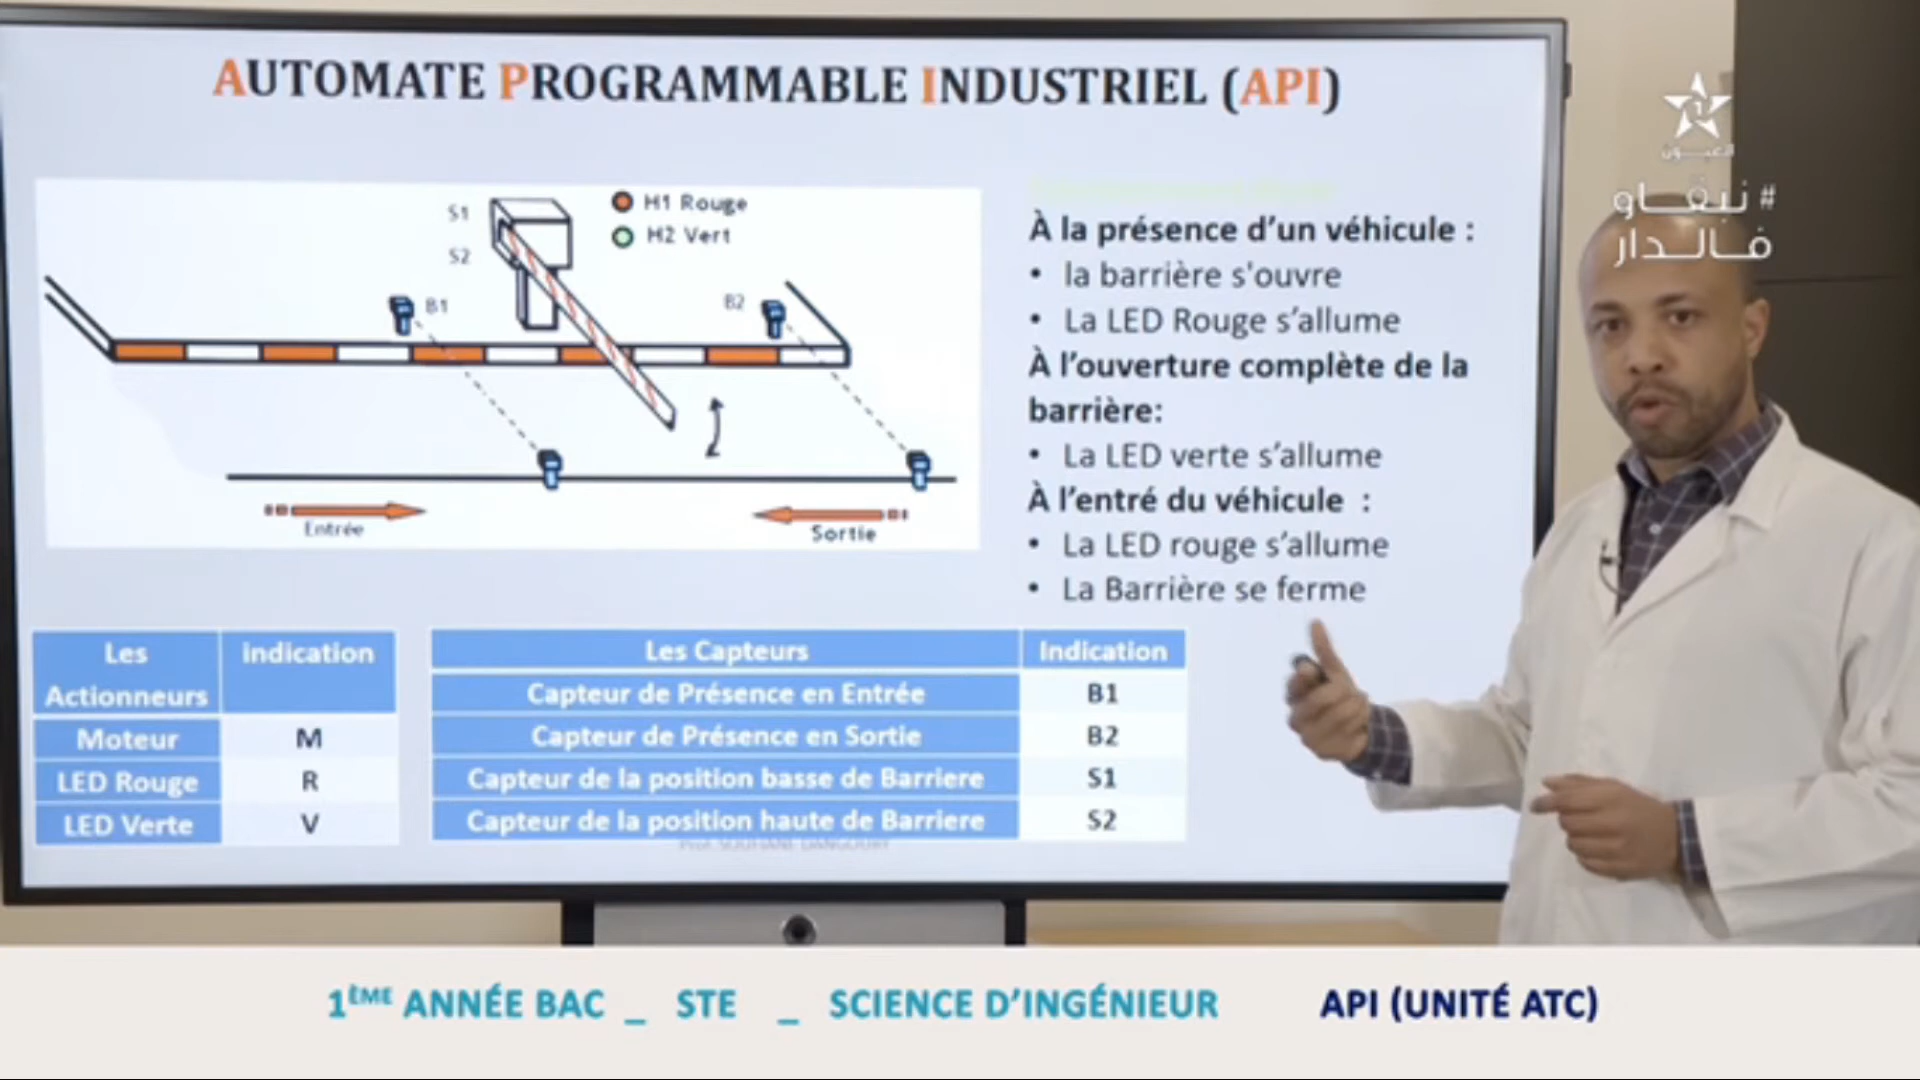 AUTOMATE PROGRAMMABLE INDUSTRIEL (API)
العيــون
#نبقــاو
فــالــدار
S1
S2
H1 Rouge
H2 Vert
B1
B2
Entrée
Sortie
À la présence d’un véhicule :
• la barrière s'ouvre
• La LED Rouge s’allume
À l’ouverture complète de la
barrière:
• La LED verte s’allume
À l’entré du véhicule :
• La LED rouge s’allume
• La Barrière se ferme
Les Actionneurs indication
Moteur M
LED Rouge R
LED Verte V
Les Capteurs Indication
Capteur de Présence en Entrée B1
Capteur de Présence en Sortie B2
Capteur de la position basse de Barriere S1
Capteur de la position haute de Barriere S2
1ÈME ANNÉE BAC _ STE _ SCIENCE D’INGÉNIEUR API (UNITÉ ATC)